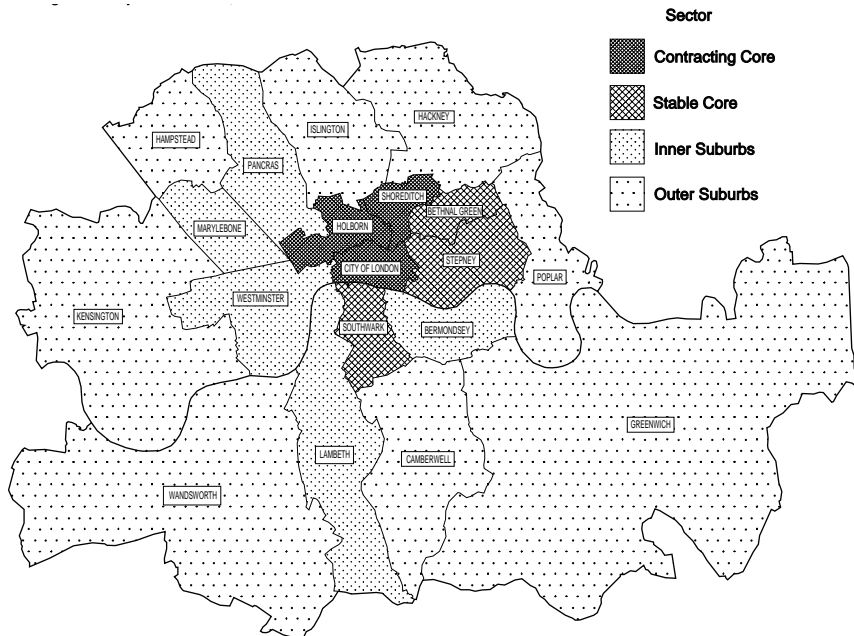 Sector
Contracting Core
Stable Core
Inner Suburbs
Outer Suburbs
HACKNEY
ISLINGTON
HAMPSTEAD
PANCRAS
SHOREDITCH
BETHNAL GREEN
HOLBORN
MARYLEBONE
STEPNEY
CITY OF LONDON
POPLAR
WESTMINSTER
KENSINGTON
SOUTHWARK
BERMONDSEY
GREENWICH
LAMBETH
CAMBERWELL
WANDSWORTH